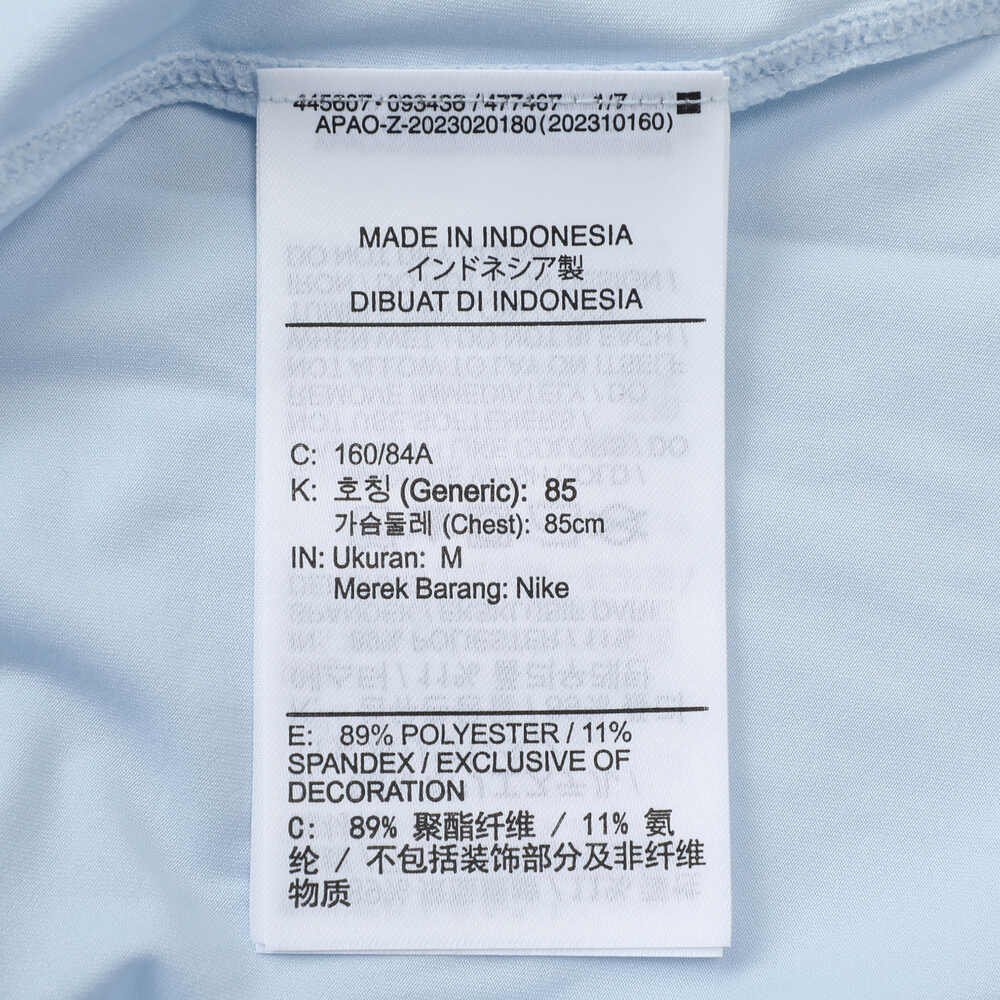 445607 · 693436 / 477467 1/7
APAO-Z-2023020180(202310160)
MADE IN INDONESIA
インドネシア製
DIBUAT DI INDONESIA
C: 160/84A
K: 호칭 (Generic): 85
가슴둘레 (Chest): 85cm
IN: Ukuran: M
Merek Barang: Nike
E: 89% POLYESTER / 11%
SPANDEX / EXCLUSIVE OF
DECORATION
C: 89% 聚酯纤维 / 11% 氨
纶 / 不包括装饰部分及非纤维
物质